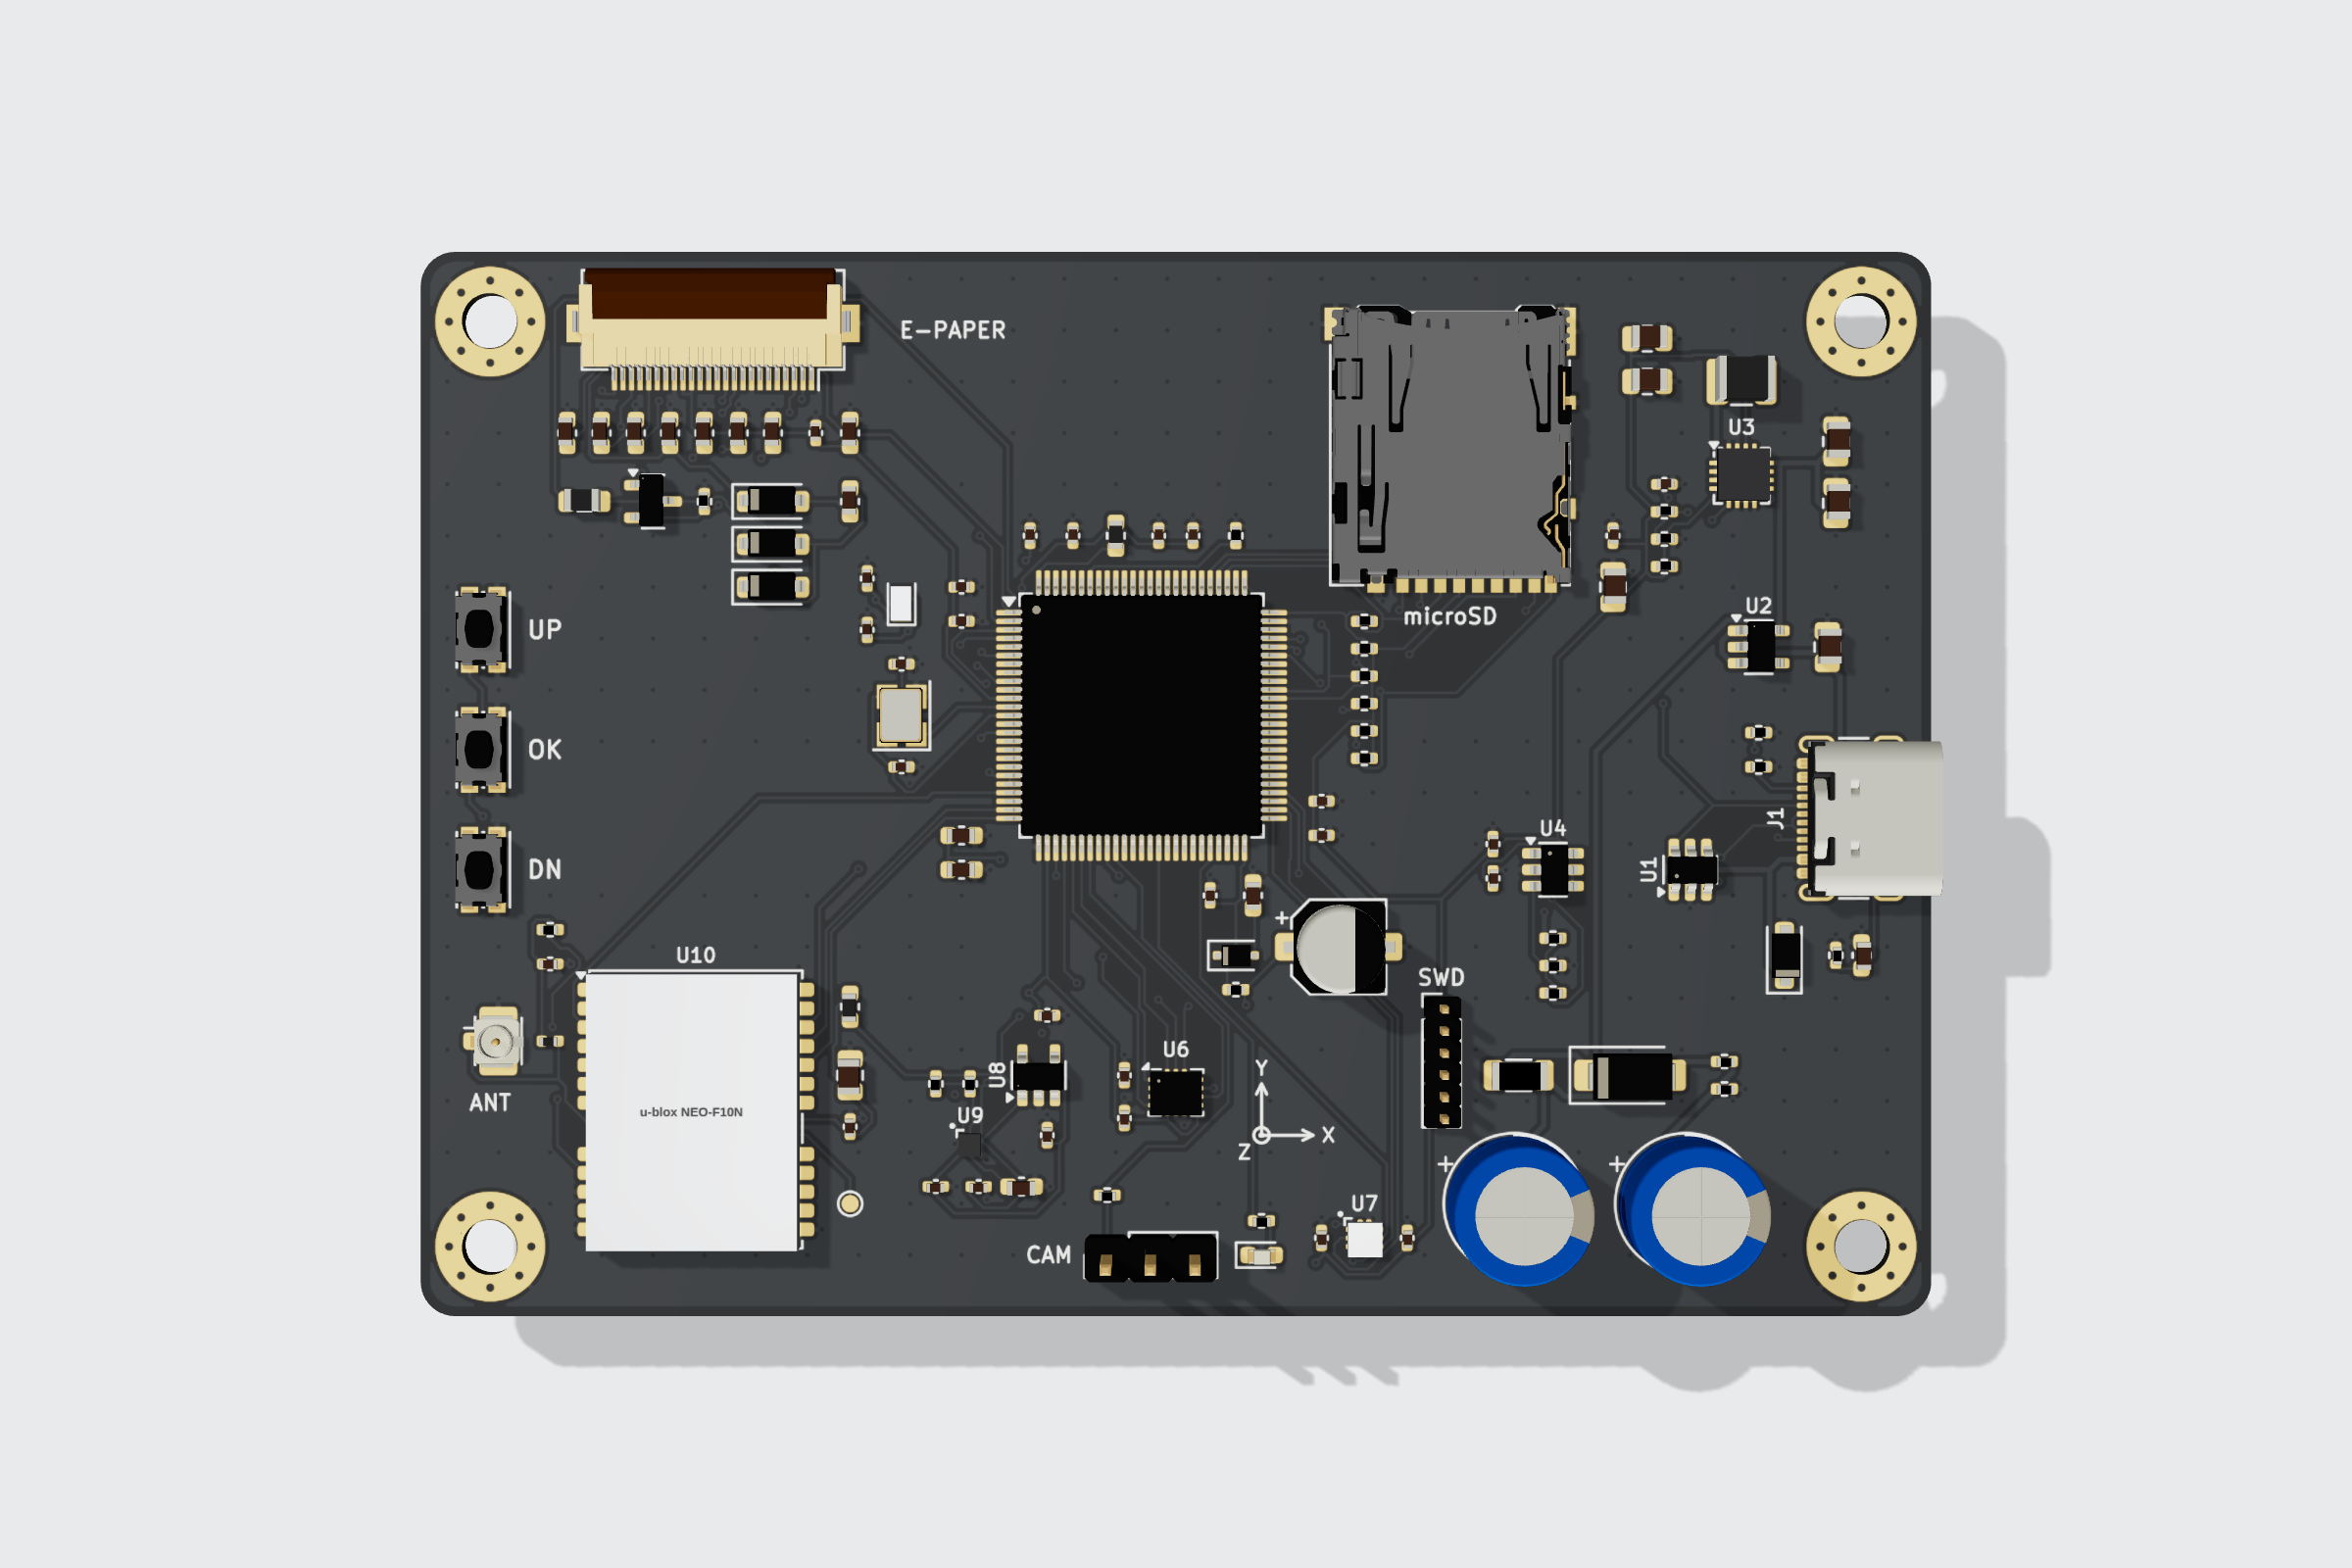 E-PAPER
U3
microSD
U2
UP
OK
DN
J1
U4
U1
U10
+
SWD
ANT
u-blox NEO-F10N
U8
U9
U6
Y
X
Z
+
+
U7
CAM